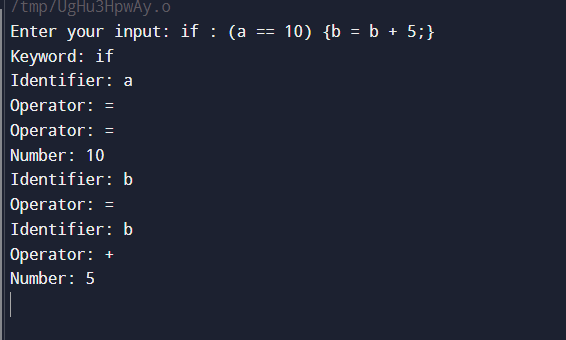 /tmp/UgHu3HpwAy.o
Enter your input: if : (a == 10) {b = b + 5;}
Keyword: if
Identifier: a
Operator: =
Operator: =
Number: 10
Identifier: b
Operator: =
Identifier: b
Operator: +
Number: 5